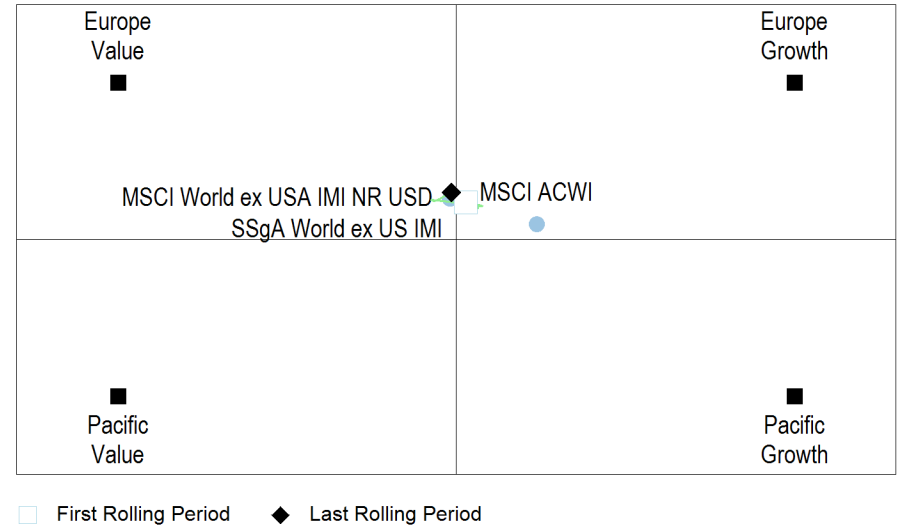 Europe
Value
Europe
Growth
MSCI World ex USA IMI NR USD
MSCI ACWI
SSgA World ex US IMI
Pacific
Value
Pacific
Growth
First Rolling Period
Last Rolling Period